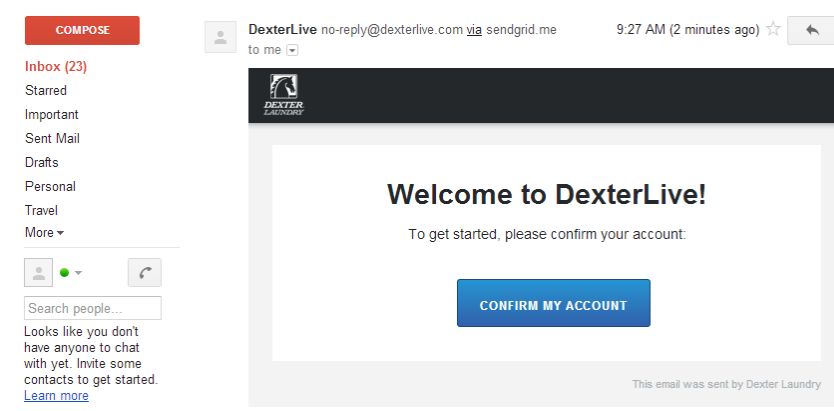 COMPOSE
Inbox (23)
Starred
Important
Sent Mail
Drafts
Personal
Travel
More
Search people...
Looks like you don't
have anyone to chat
with yet. Invite some
contacts to get started.
Learn more
DexterLive no-reply@dexterlive.com via sendgrid.me
9:27 AM (2 minutes ago)
to me
DEXTER
LAUNDRY
Welcome to DexterLive!
To get started, please confirm your account:
CONFIRM MY ACCOUNT
This email was sent by Dexter Laundry